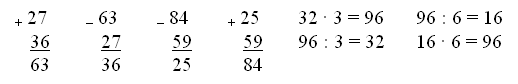 + 27 − 63 − 84 + 25 32 · 3 = 96 96 : 6 = 16
36 27 59 59 96 : 3 = 32 16 · 6 = 96
63 36 25 84